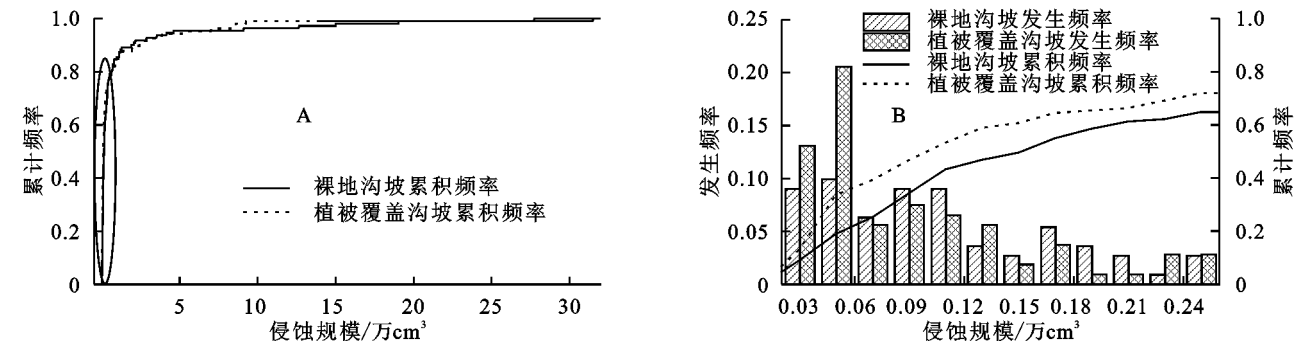 1.0
0.8
0.6
0.4
0.2
0
累计频率
A
裸地沟坡累积频率
植被覆盖沟坡累积频率
5 10 15 20 25 30
侵蚀规模/万cm³
0.25
0.20
0.15
0.10
0.05
0
发生频率
裸地沟坡发生频率
植被覆盖沟坡发生频率
裸地沟坡累积频率
植被覆盖沟坡累积频率
B
1.0
0.8
0.6
0.4
0.2
0
累计频率
0.03 0.06 0.09 0.12 0.15 0.18 0.21 0.24
侵蚀规模/万cm³